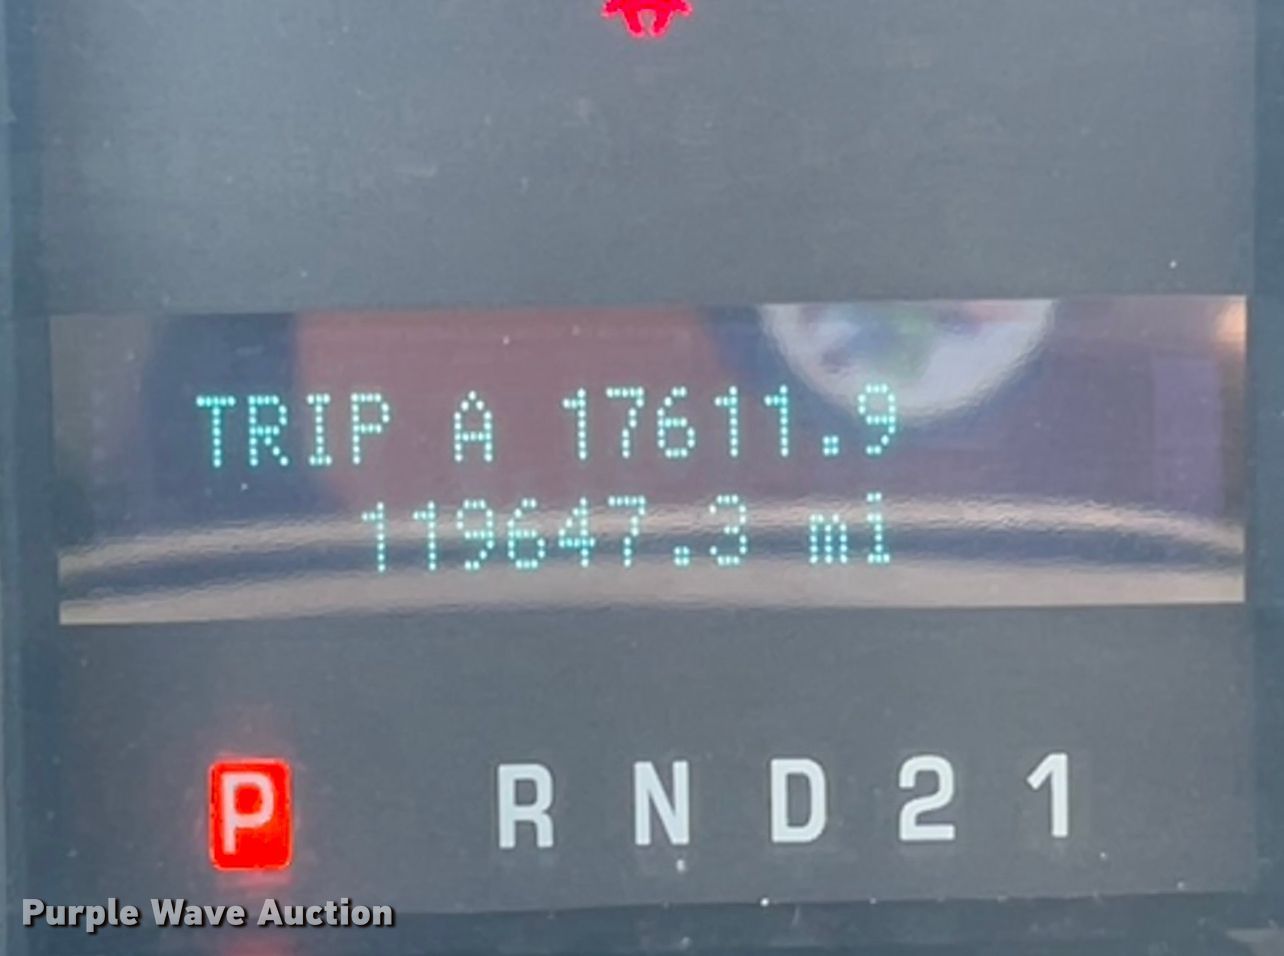 TRIP A 17611.9
119647.3 mi
P R N D 2 1
Purple Wave Auction